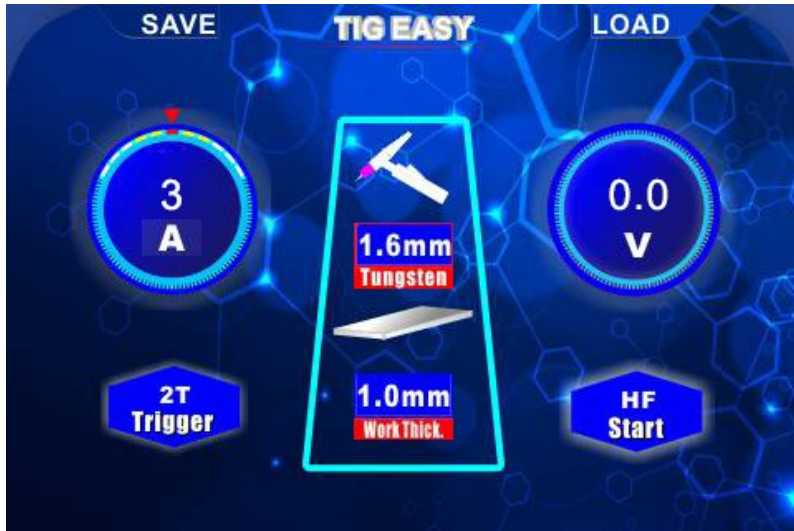 SAVE
TIG EASY
LOAD
3
A
0.0
V
1.6mm
Tungsten
1.0mm
Work Thick.
2T
Trigger
HF
Start